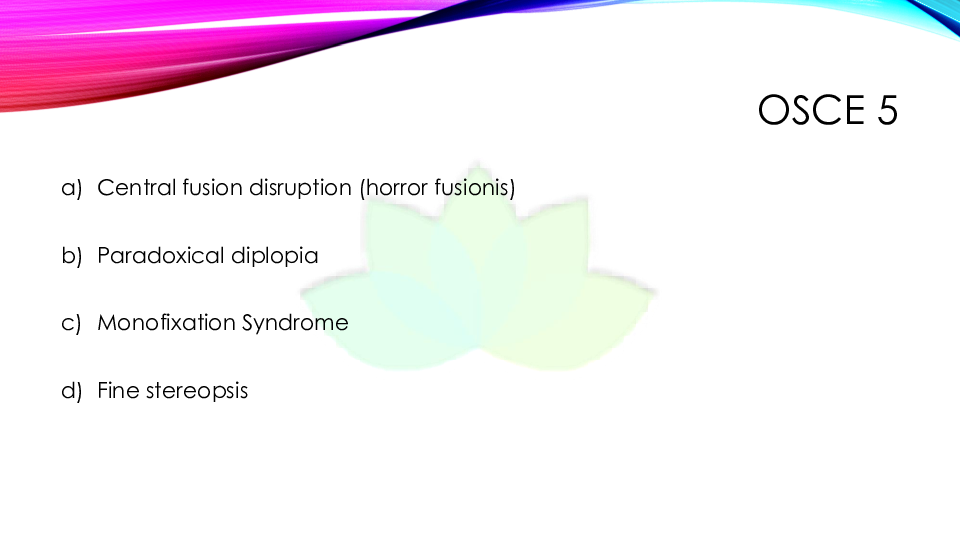 OSCE 5
a) Central fusion disruption (horror fusionis)
b) Paradoxical diplopia
c) Monofixation Syndrome
d) Fine stereopsis